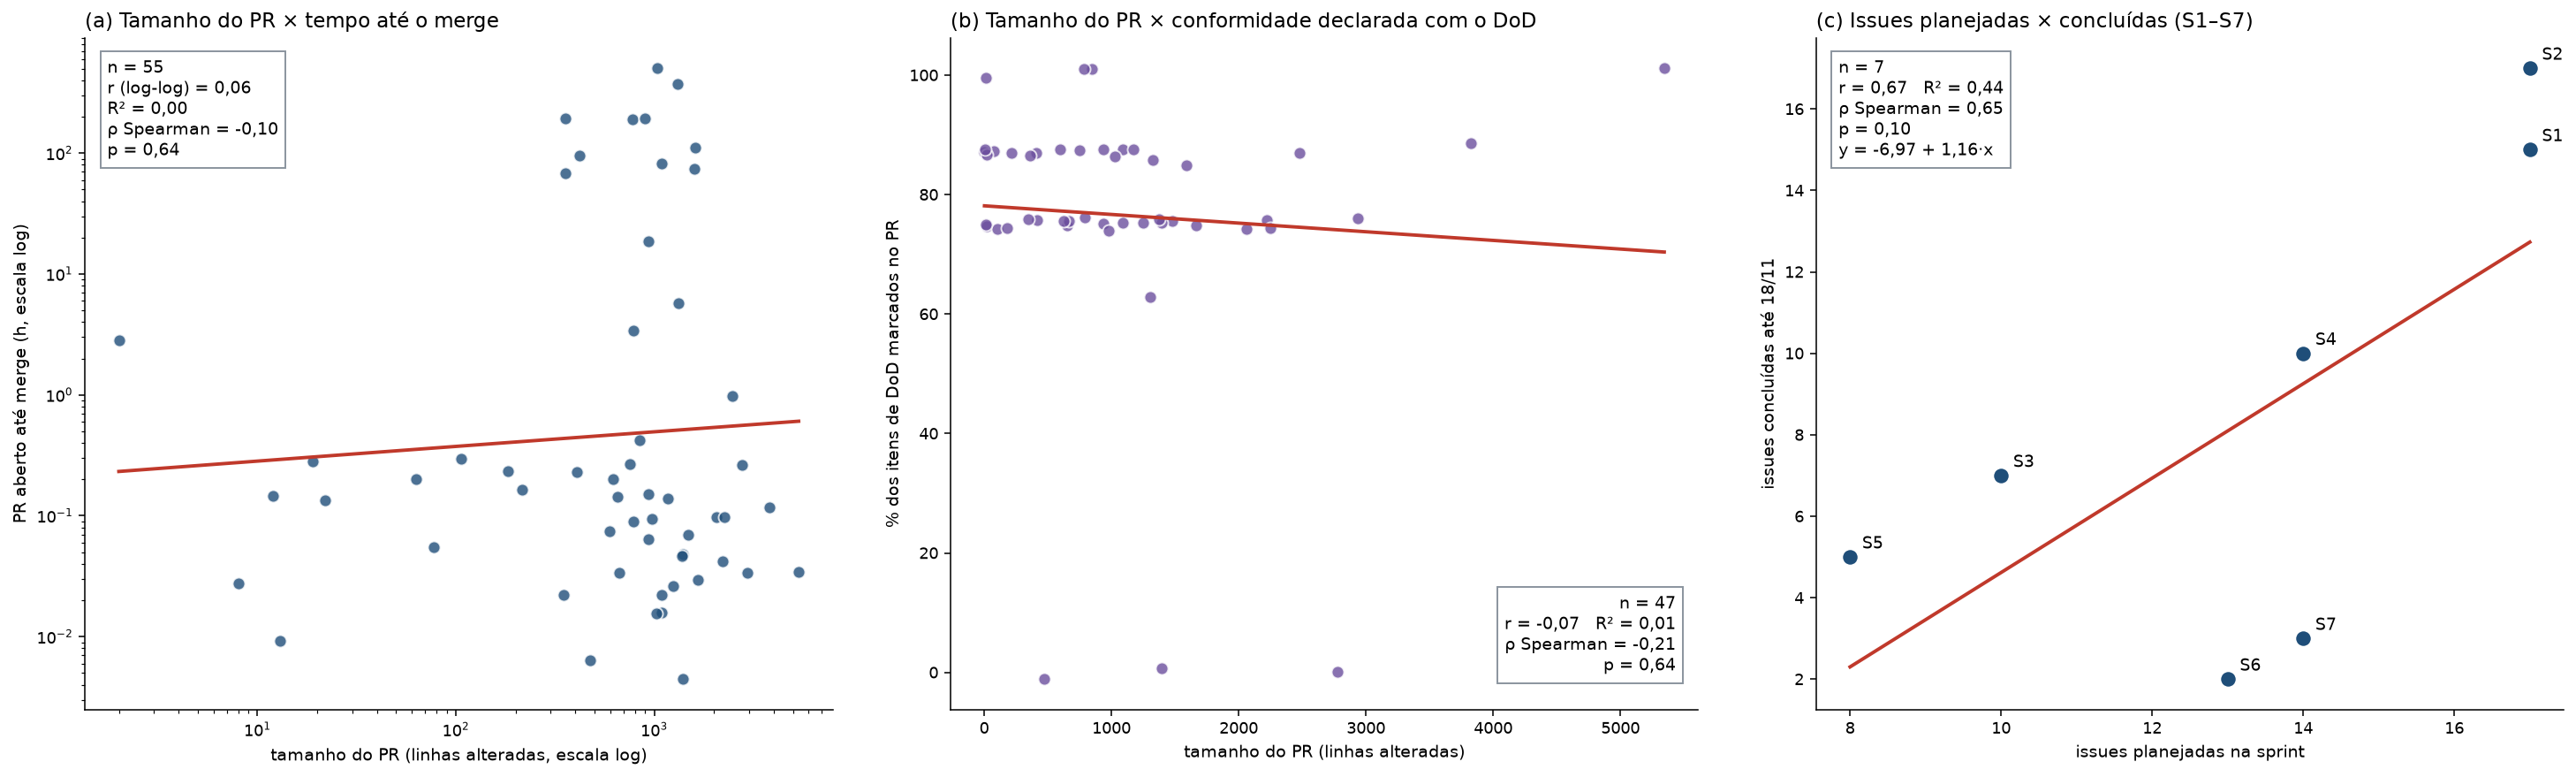 (a) Tamanho do PR × tempo até o merge
n = 55
r (log-log) = 0,06
R² = 0,00
ρ Spearman = -0,10
p = 0,64
PR aberto até merge (h, escala log)
10²
10¹
10⁰
10⁻¹
10⁻²
10¹ 10² 10³
tamanho do PR (linhas alteradas, escala log)
(b) Tamanho do PR × conformidade declarada com o DoD
% dos itens de DoD marcados no PR
100
80
60
40
20
0
n = 47
r = -0,07 R² = 0,01
ρ Spearman = -0,21
p = 0,64
0 1000 2000 3000 4000 5000
tamanho do PR (linhas alteradas)
(c) Issues planejadas × concluídas (S1–S7)
n = 7
r = 0,67 R² = 0,44
ρ Spearman = 0,65
p = 0,10
y = -6,97 + 1,16·x
issues concluídas até 18/11
16
14
12
10
8
6
4
2
S2
S1
S4
S3
S5
S7
S6
8 10 12 14 16
issues planejadas na sprint